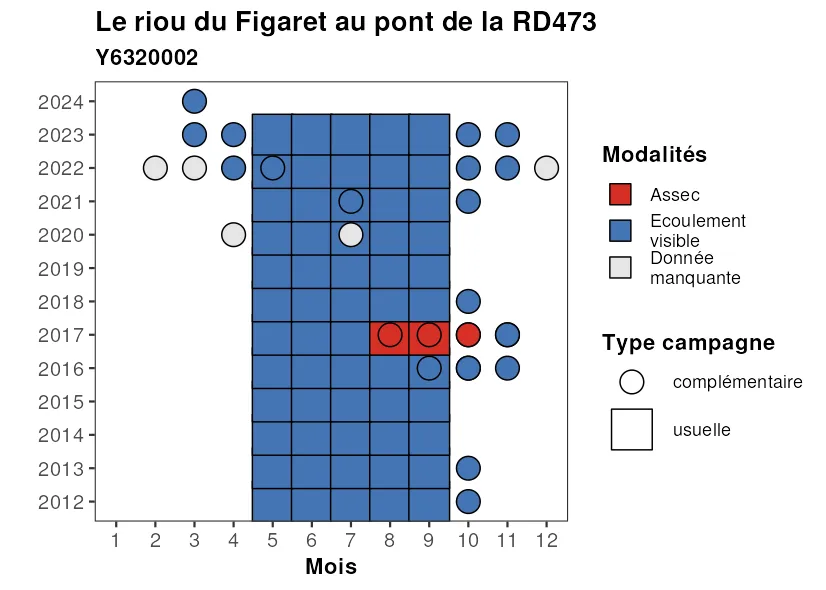 Le riou du Figaret au pont de la RD473
Y6320002
2024
2023
2022
2021
2020
2019
2018
2017
2016
2015
2014
2013
2012
1 2 3 4 5 6 7 8 9 10 11 12
Mois
Modalités
Assec
Ecoulement
visible
Donnée
manquante
Type campagne
complémentaire
usuelle